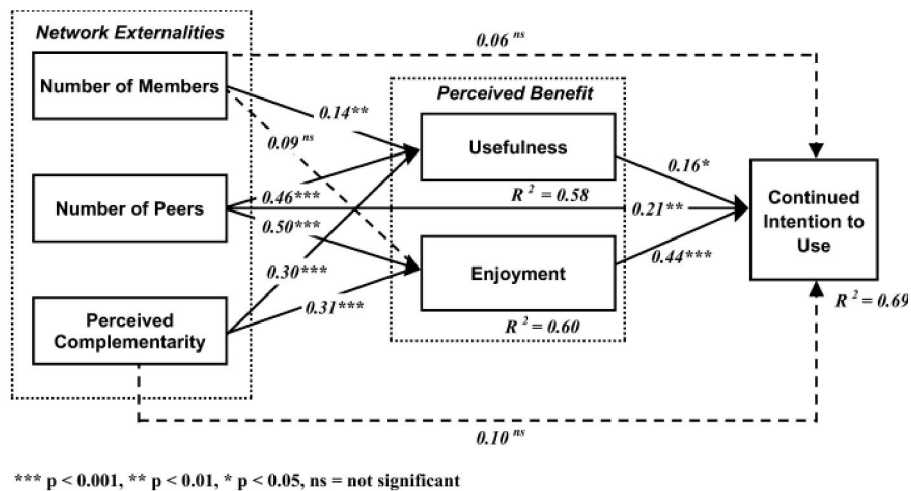 Network Externalities
0.06 ns
Number of Members
Perceived Benefit
0.14**
0.09 ns
Usefulness
0.16*
0.46***
R 2 = 0.58
Number of Peers
0.21**
Continued
Intention to
Use
0.50***
0.44***
Enjoyment
0.30***
0.31***
R 2 = 0.69
R 2 = 0.60
Perceived
Complementarity
0.10 ns
*** p < 0.001, ** p < 0.01, * p < 0.05, ns = not significant